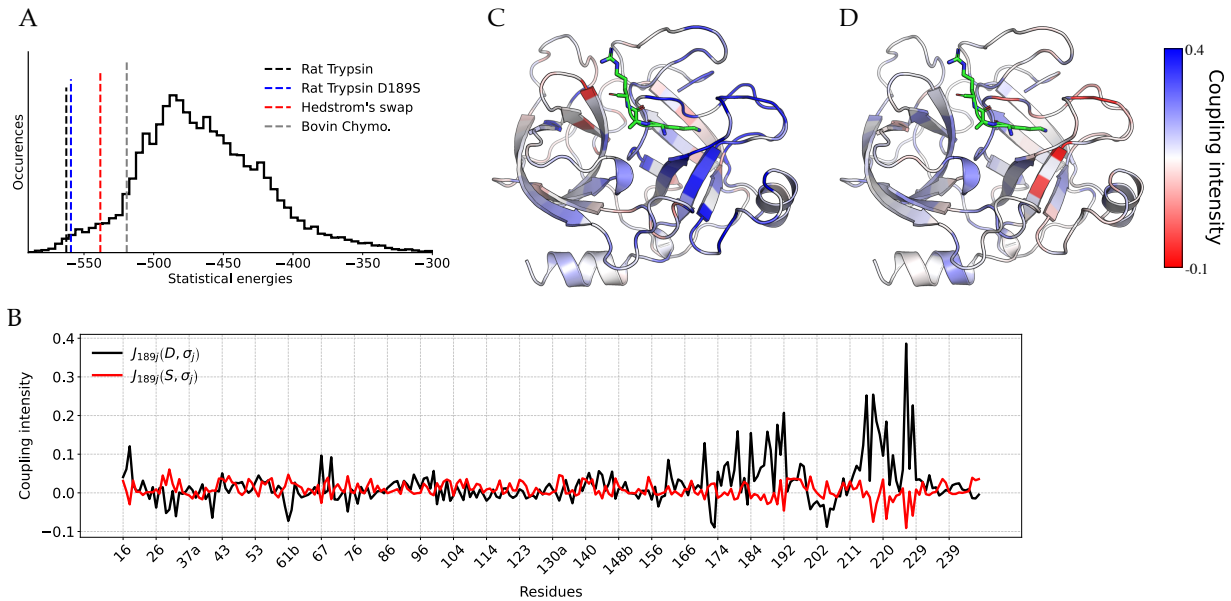 A
Occurences
Rat Trypsin
Rat Trypsin D189S
Hedstrom's swap
Bovin Chymo.
−550 −500 −450 −400 −350 −300
Statistical energies
C
D
0.4
Coupling intensity
-0.1
B
Coupling intensity
0.4
0.3
0.2
0.1
0.0
−0.1
J₁₈₉ⱼ(D, σⱼ)
J₁₈₉ⱼ(S, σⱼ)
16 26 37a 43 53 61b 67 76 86 96 104 114 123 130a 140 148b 156 166 174 184 192 202 211 220 229 239
Residues